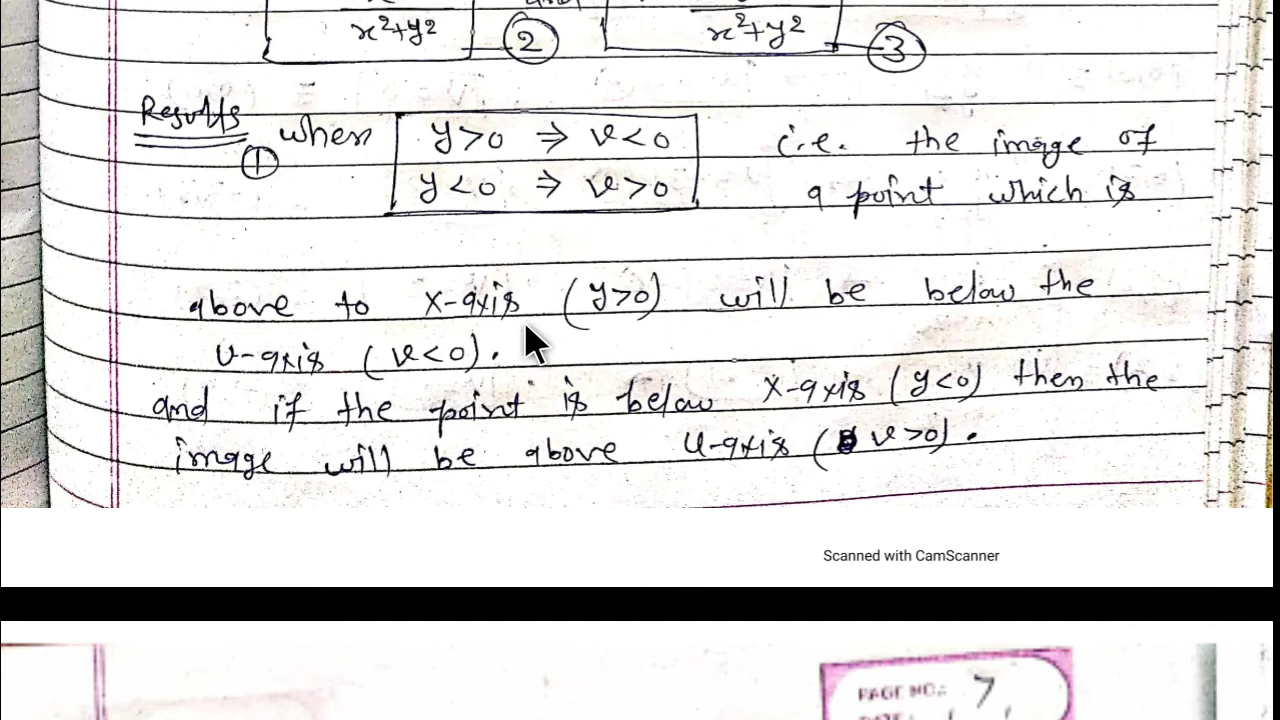 x²+y² ② x²+y² ③
Results
① when y>0 ⇒ v<0 i.e. the image of
y<0 ⇒ v>0 a point which is
above to X-axis (y>0) will be below the
U-axis (v<0).
and if the point is below X-axis (y<0) then the
image will be above U-axis (v>0).
Scanned with CamScanner
PAGE NO.: 7